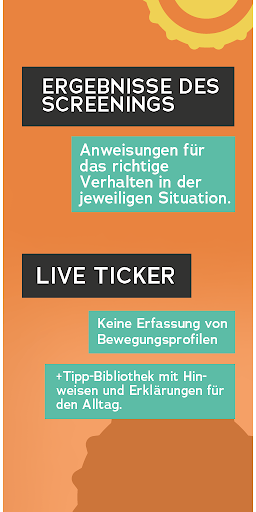 ERGEBNISSE DES
SCREENINGS
Anweisungen für
das richtige
Verhalten in der
jeweiligen Situation.
LIVE TICKER
Keine Erfassung von
Bewegungsprofilen
+Tipp-Bibliothek mit Hin-
weisen und Erklärungen für
den Alltag.